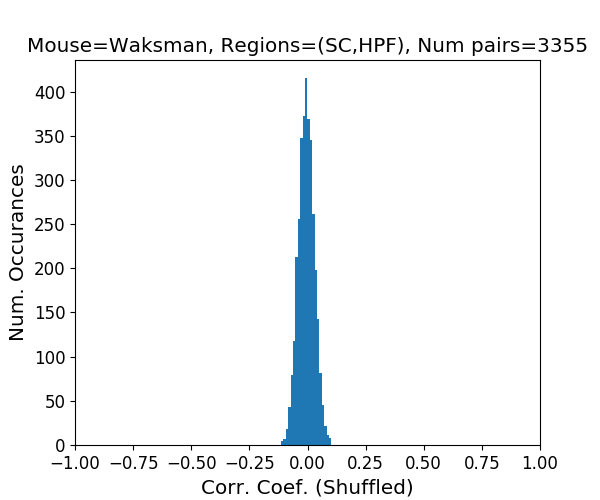 Mouse=Waksman, Regions=(SC,HPF), Num pairs=3355
400
350
300
250
200
150
100
50
0
Num. Occurances
−1.00 −0.75 −0.50 −0.25 0.00 0.25 0.50 0.75 1.00
Corr. Coef. (Shuffled)